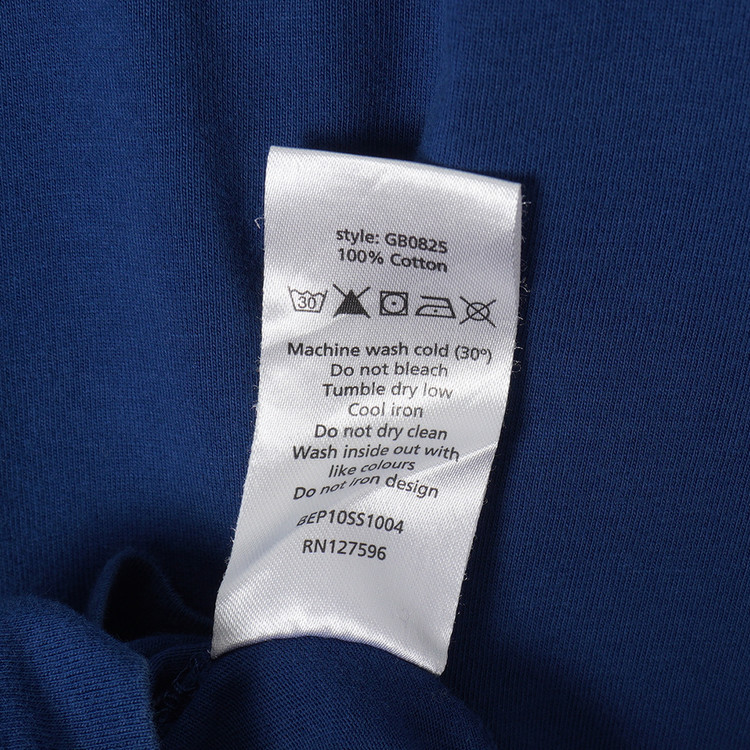 style: GB082S
100% Cotton
30
Machine wash cold (30°)
Do not bleach
Tumble dry low
Cool iron
Do not dry clean
Wash inside out with
like colours
Do not iron design
BEP10SS1004
RN127596